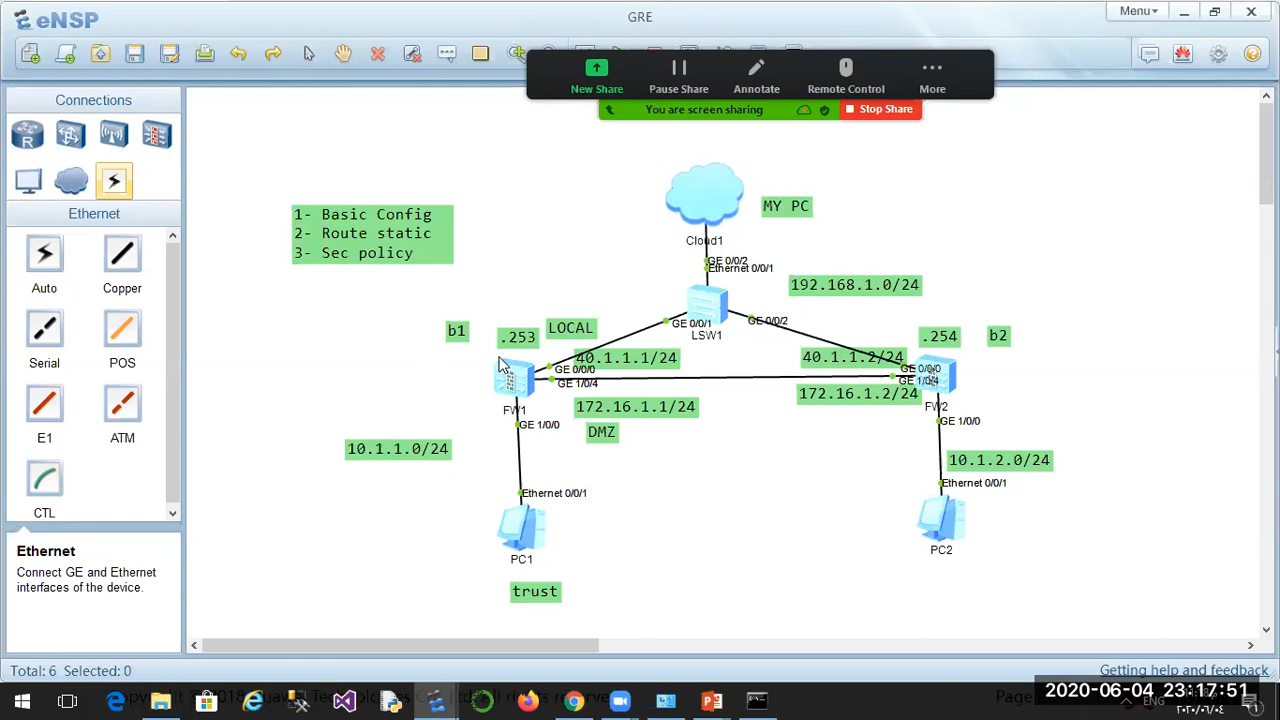 eNSP
GRE
Menu
New Share
Pause Share
Annotate
Remote Control
More
You are screen sharing
Stop Share
Connections
Ethernet
Auto
Copper
Serial
POS
E1
ATM
CTL
Ethernet
Connect GE and Ethernet
interfaces of the device.
1- Basic Config
2- Route static
3- Sec policy
MY PC
Cloud1
GE 0/0/2
Ethernet 0/0/1
192.168.1.0/24
GE 0/0/1
GE 0/0/2
LSW1
b1
.253
LOCAL
.254
b2
40.1.1.1/24
40.1.1.2/24
GE 0/0/0
GE 0/0/0
GE 1/0/4
GE 1/0/4
172.16.1.1/24
172.16.1.2/24
FW1
FW2
GE 1/0/0
GE 1/0/0
DMZ
10.1.1.0/24
10.1.2.0/24
Ethernet 0/0/1
Ethernet 0/0/1
PC1
PC2
trust
Total: 6 Selected: 0
Getting help and feedback
2020-06-04 23:17:51
٢٠٢٠/٠٦/٠٤